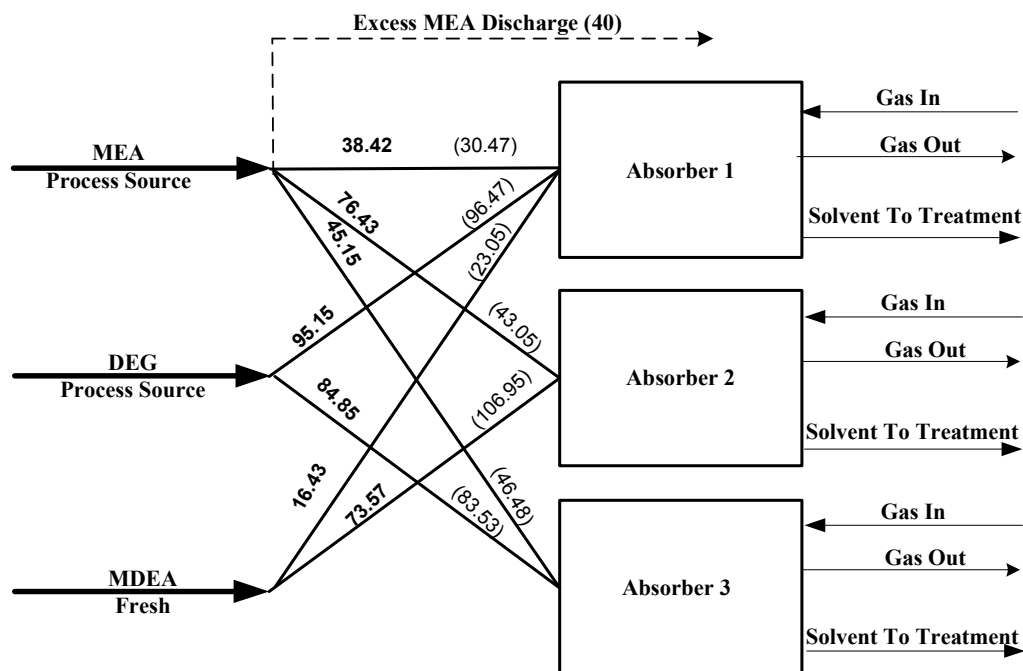 Excess MEA Discharge (40)
MEA
Process Source
38.42 (30.47)
76.43
45.15
(96.47)
(23.05)
Absorber 1
Gas In
Gas Out
Solvent To Treatment
DEG
Process Source
95.15
84.85
(43.05)
(106.95)
Absorber 2
Gas In
Gas Out
Solvent To Treatment
MDEA
Fresh
16.43
73.57
(83.53)
(46.48)
Absorber 3
Gas In
Gas Out
Solvent To Treatment